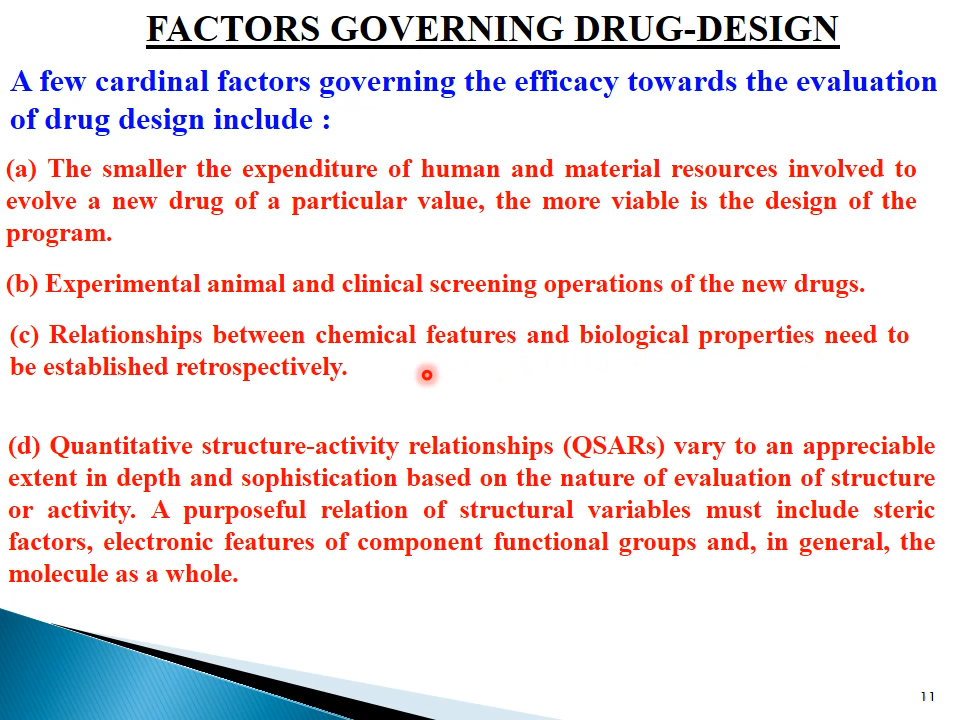 FACTORS GOVERNING DRUG-DESIGN
A few cardinal factors governing the efficacy towards the evaluation
of drug design include :
(a) The smaller the expenditure of human and material resources involved to
evolve a new drug of a particular value, the more viable is the design of the
program.
(b) Experimental animal and clinical screening operations of the new drugs.
(c) Relationships between chemical features and biological properties need to
be established retrospectively.
(d) Quantitative structure-activity relationships (QSARs) vary to an appreciable
extent in depth and sophistication based on the nature of evaluation of structure
or activity. A purposeful relation of structural variables must include steric
factors, electronic features of component functional groups and, in general, the
molecule as a whole.
11